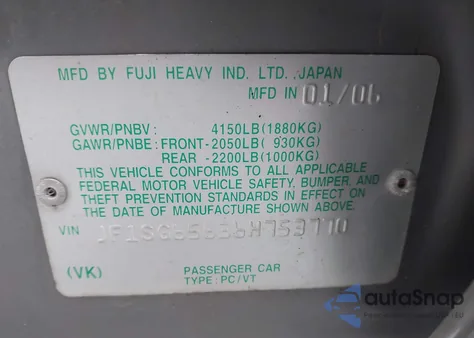 MFD BY FUJI HEAVY IND. LTD. ,JAPAN
MFD IN 01/06
GVWR/PNBV: 4150LB(1880KG)
GAWR/PNBE: FRONT-2050LB( 930KG)
REAR -2200LB(1000KG)
THIS VEHICLE CONFORMS TO ALL APPLICABLE
FEDERAL MOTOR VEHICLE SAFETY, BUMPER, AND
THEFT PREVENTION STANDARDS IN EFFECT ON
THE DATE OF MANUFACTURE SHOWN ABOVE.
VIN JF1SG65636H753770
(VK) PASSENGER CAR
TYPE: PC/VT
autaSnap